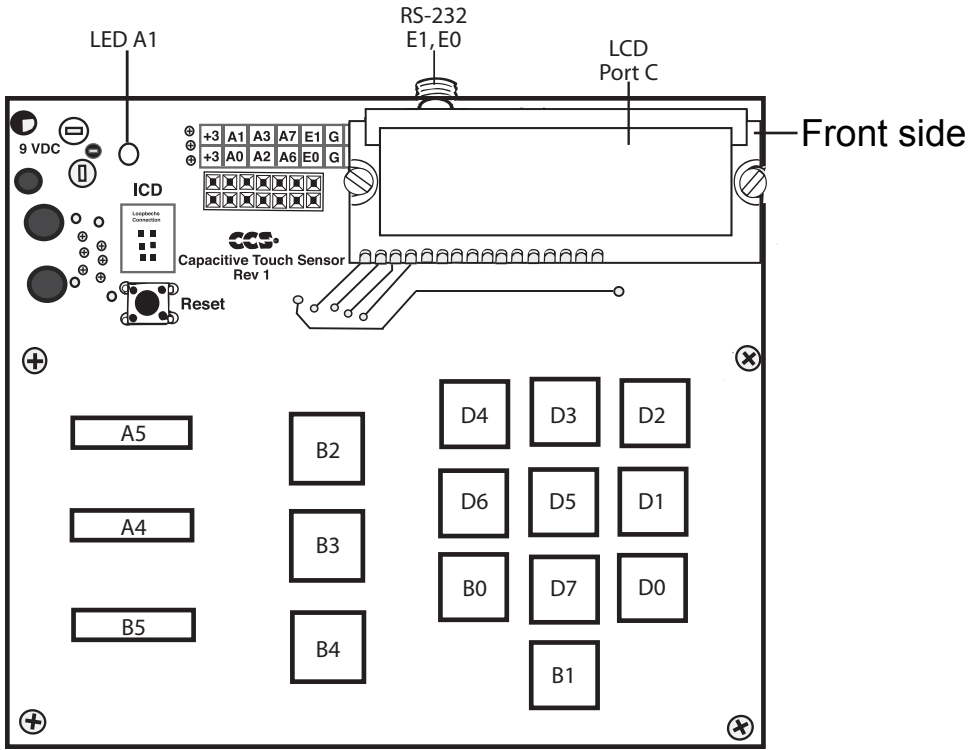 RS-232
E1,E0
LED A1
LCD
Port C
Front side
9 VDC
+3 A1 A3 A7 E1 G
+3 A0 A2 A6 E0 G
ICD
Loopbechs
Connection
CCS
Capacitive Touch Sensor
Rev 1
Reset
D4 D3 D2
A5
B2
D6 D5 D1
A4
B3
B0 D7 D0
B5
B4
B1